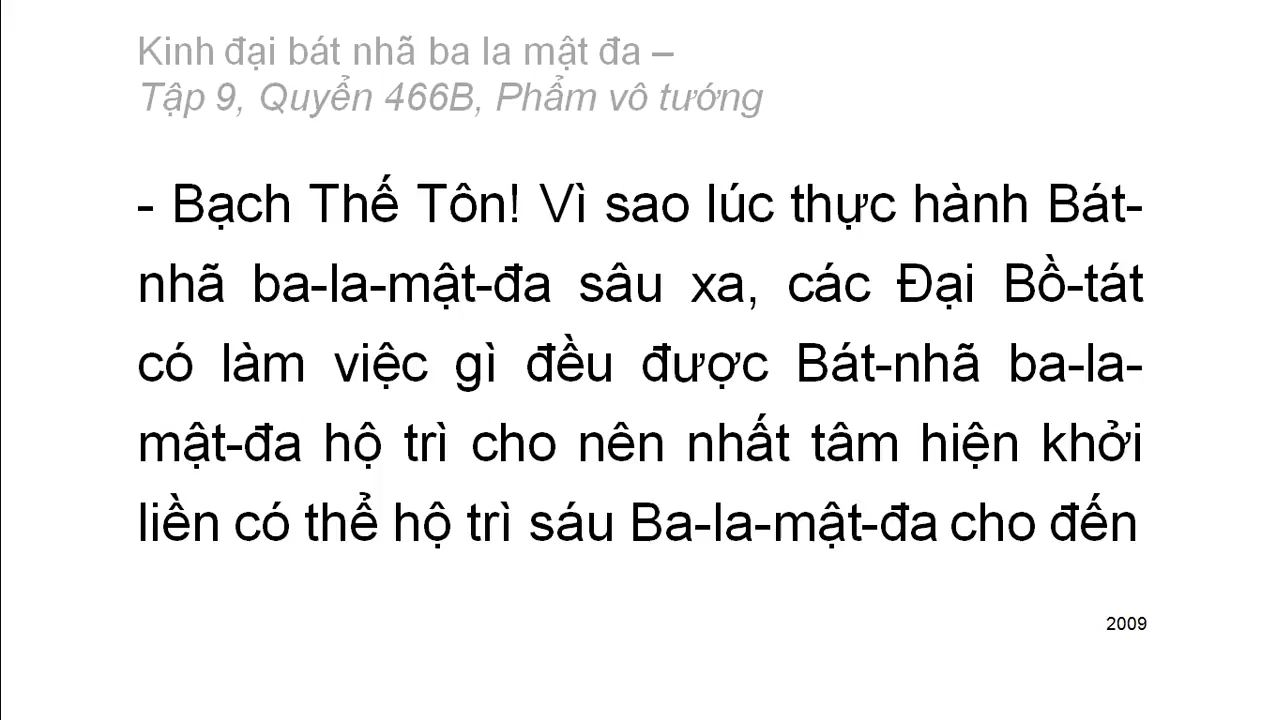 Kinh đại bát nhã ba la mật đa –
Tập 9, Quyển 466B, Phẩm vô tướng
- Bạch Thế Tôn! Vì sao lúc thực hành Bát-
nhã ba-la-mật-đa sâu xa, các Đại Bồ-tát
có làm việc gì đều được Bát-nhã ba-la-
mật-đa hộ trì cho nên nhất tâm hiện khởi
liền có thể hộ trì sáu Ba-la-mật-đa cho đến
2009